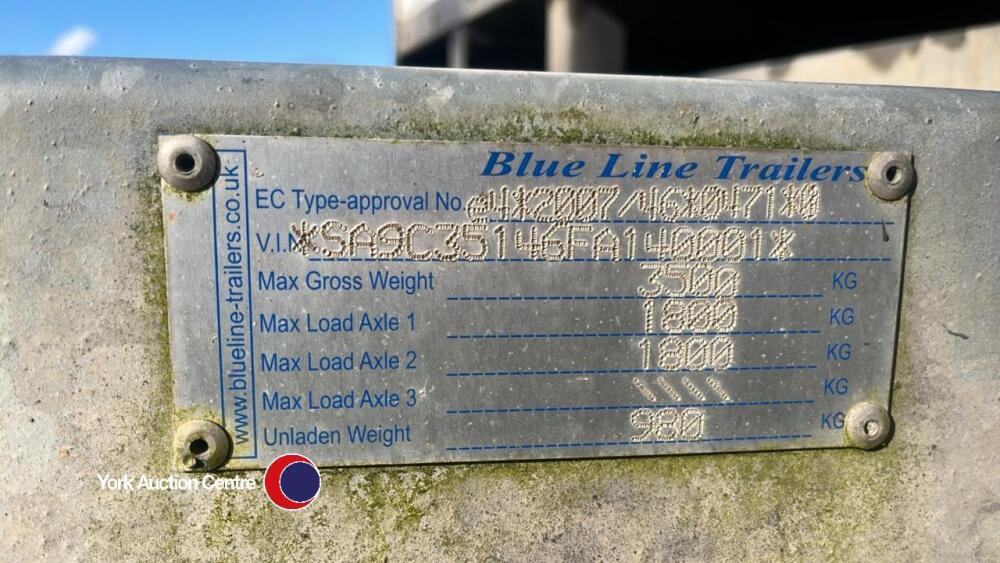 Blue Line Trailers
www.blueline-trailers.co.uk
EC Type-approval No. e4*2007/46*0471*0
V.I.N *SA9C35146FA140001*
Max Gross Weight 3500 KG
Max Load Axle 1 1800 KG
Max Load Axle 2 1800 KG
Max Load Axle 3 \\\\ KG
Unladen Weight 980 KG
York Auction Centre